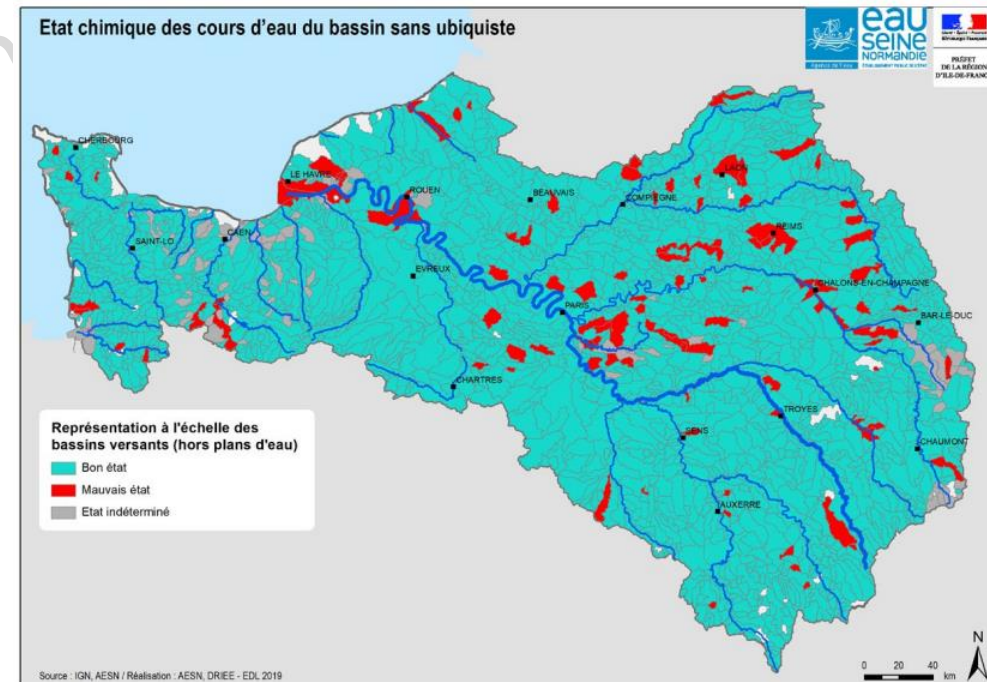 Etat chimique des cours d'eau du bassin sans ubiquiste
eau
SEINE
NORMANDIE
Agence de l'eau
PRÉFET
DE LA RÉGION
D'ILE-DE-FRANCE
CHERBOURG
LE HAVRE
ROUEN
BEAUVAIS
COMPIEGNE
LAON
SAINT-LO
CAEN
REIMS
EVREUX
PARIS
CHALONS-EN-CHAMPAGNE
BAR-LE-DUC
CHARTRES
TROYES
SENS
CHAUMONT
AUXERRE
Représentation à l'échelle des
bassins versants (hors plans d'eau)
Bon état
Mauvais état
Etat indéterminé
N
0 20 40
km
Source : IGN, AESN / Réalisation : AESN, DRIEE - EDL 2019